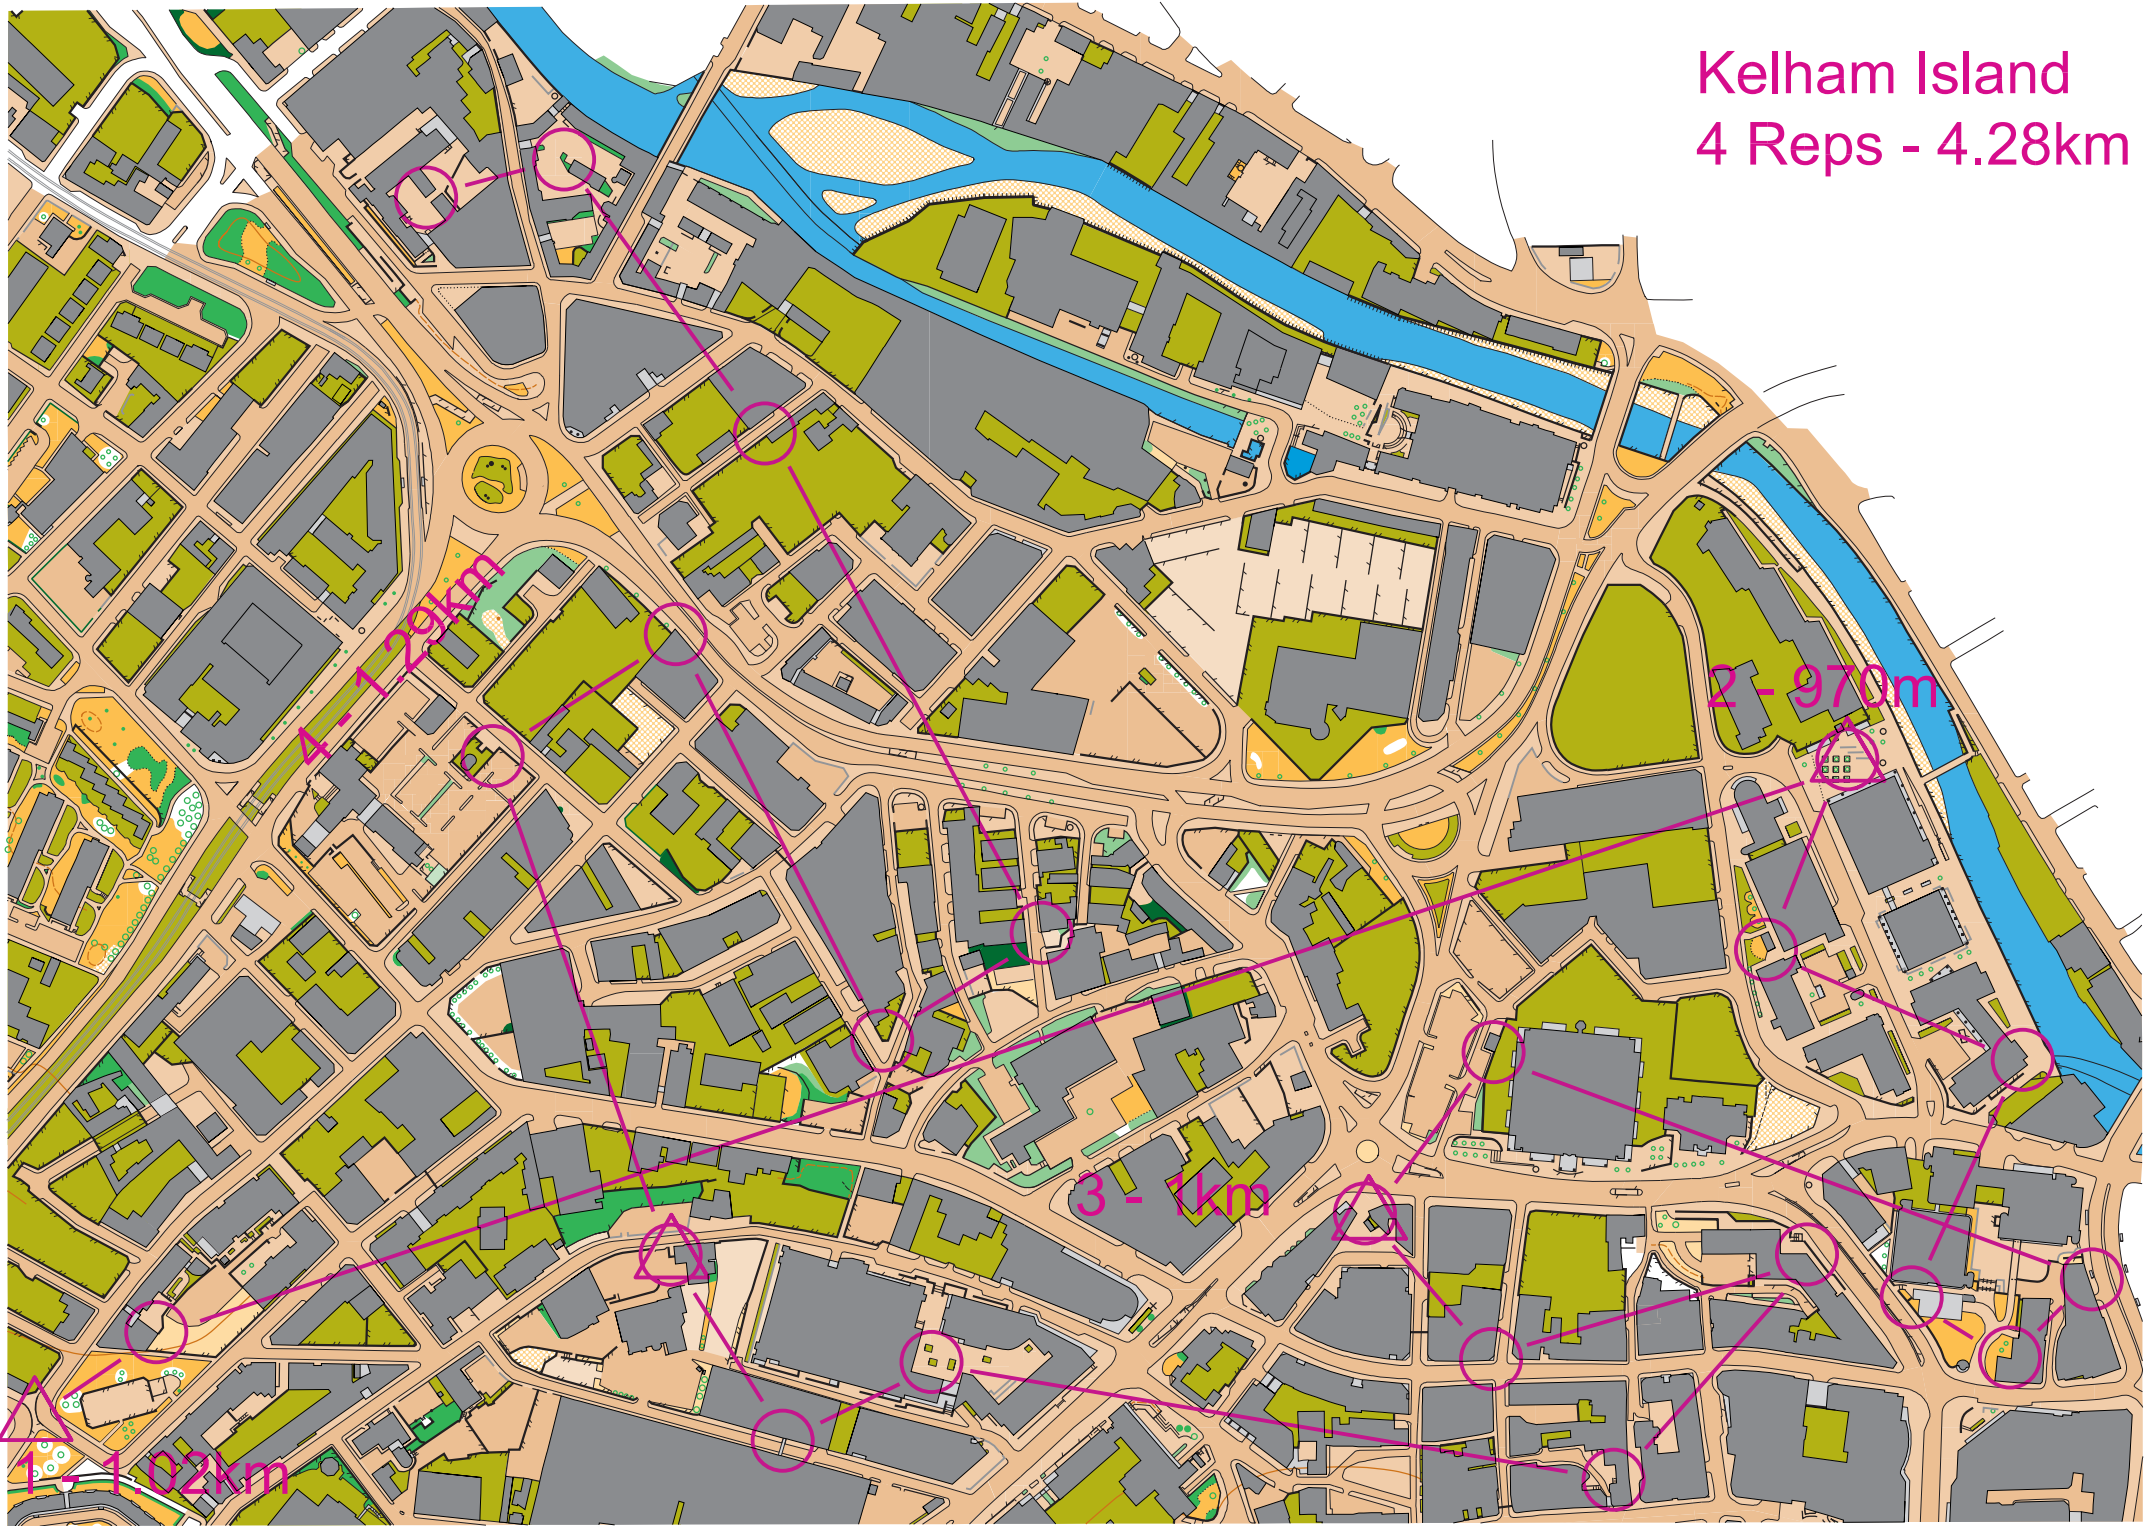 Kelham Island
4 Reps - 4.28km
4 - 1.29km
2 - 970m
3 - 1km
1 - 1.02km